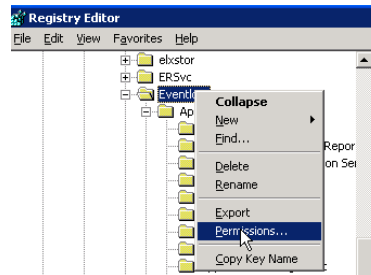 Registry Editor
File Edit View Favorites Help
elxstor
ERSvc
Eventlo
Collapse
Ap
New
Find...
Repor
Delete
on Ser
Rename
Export
Permissions...
Copy Key Name